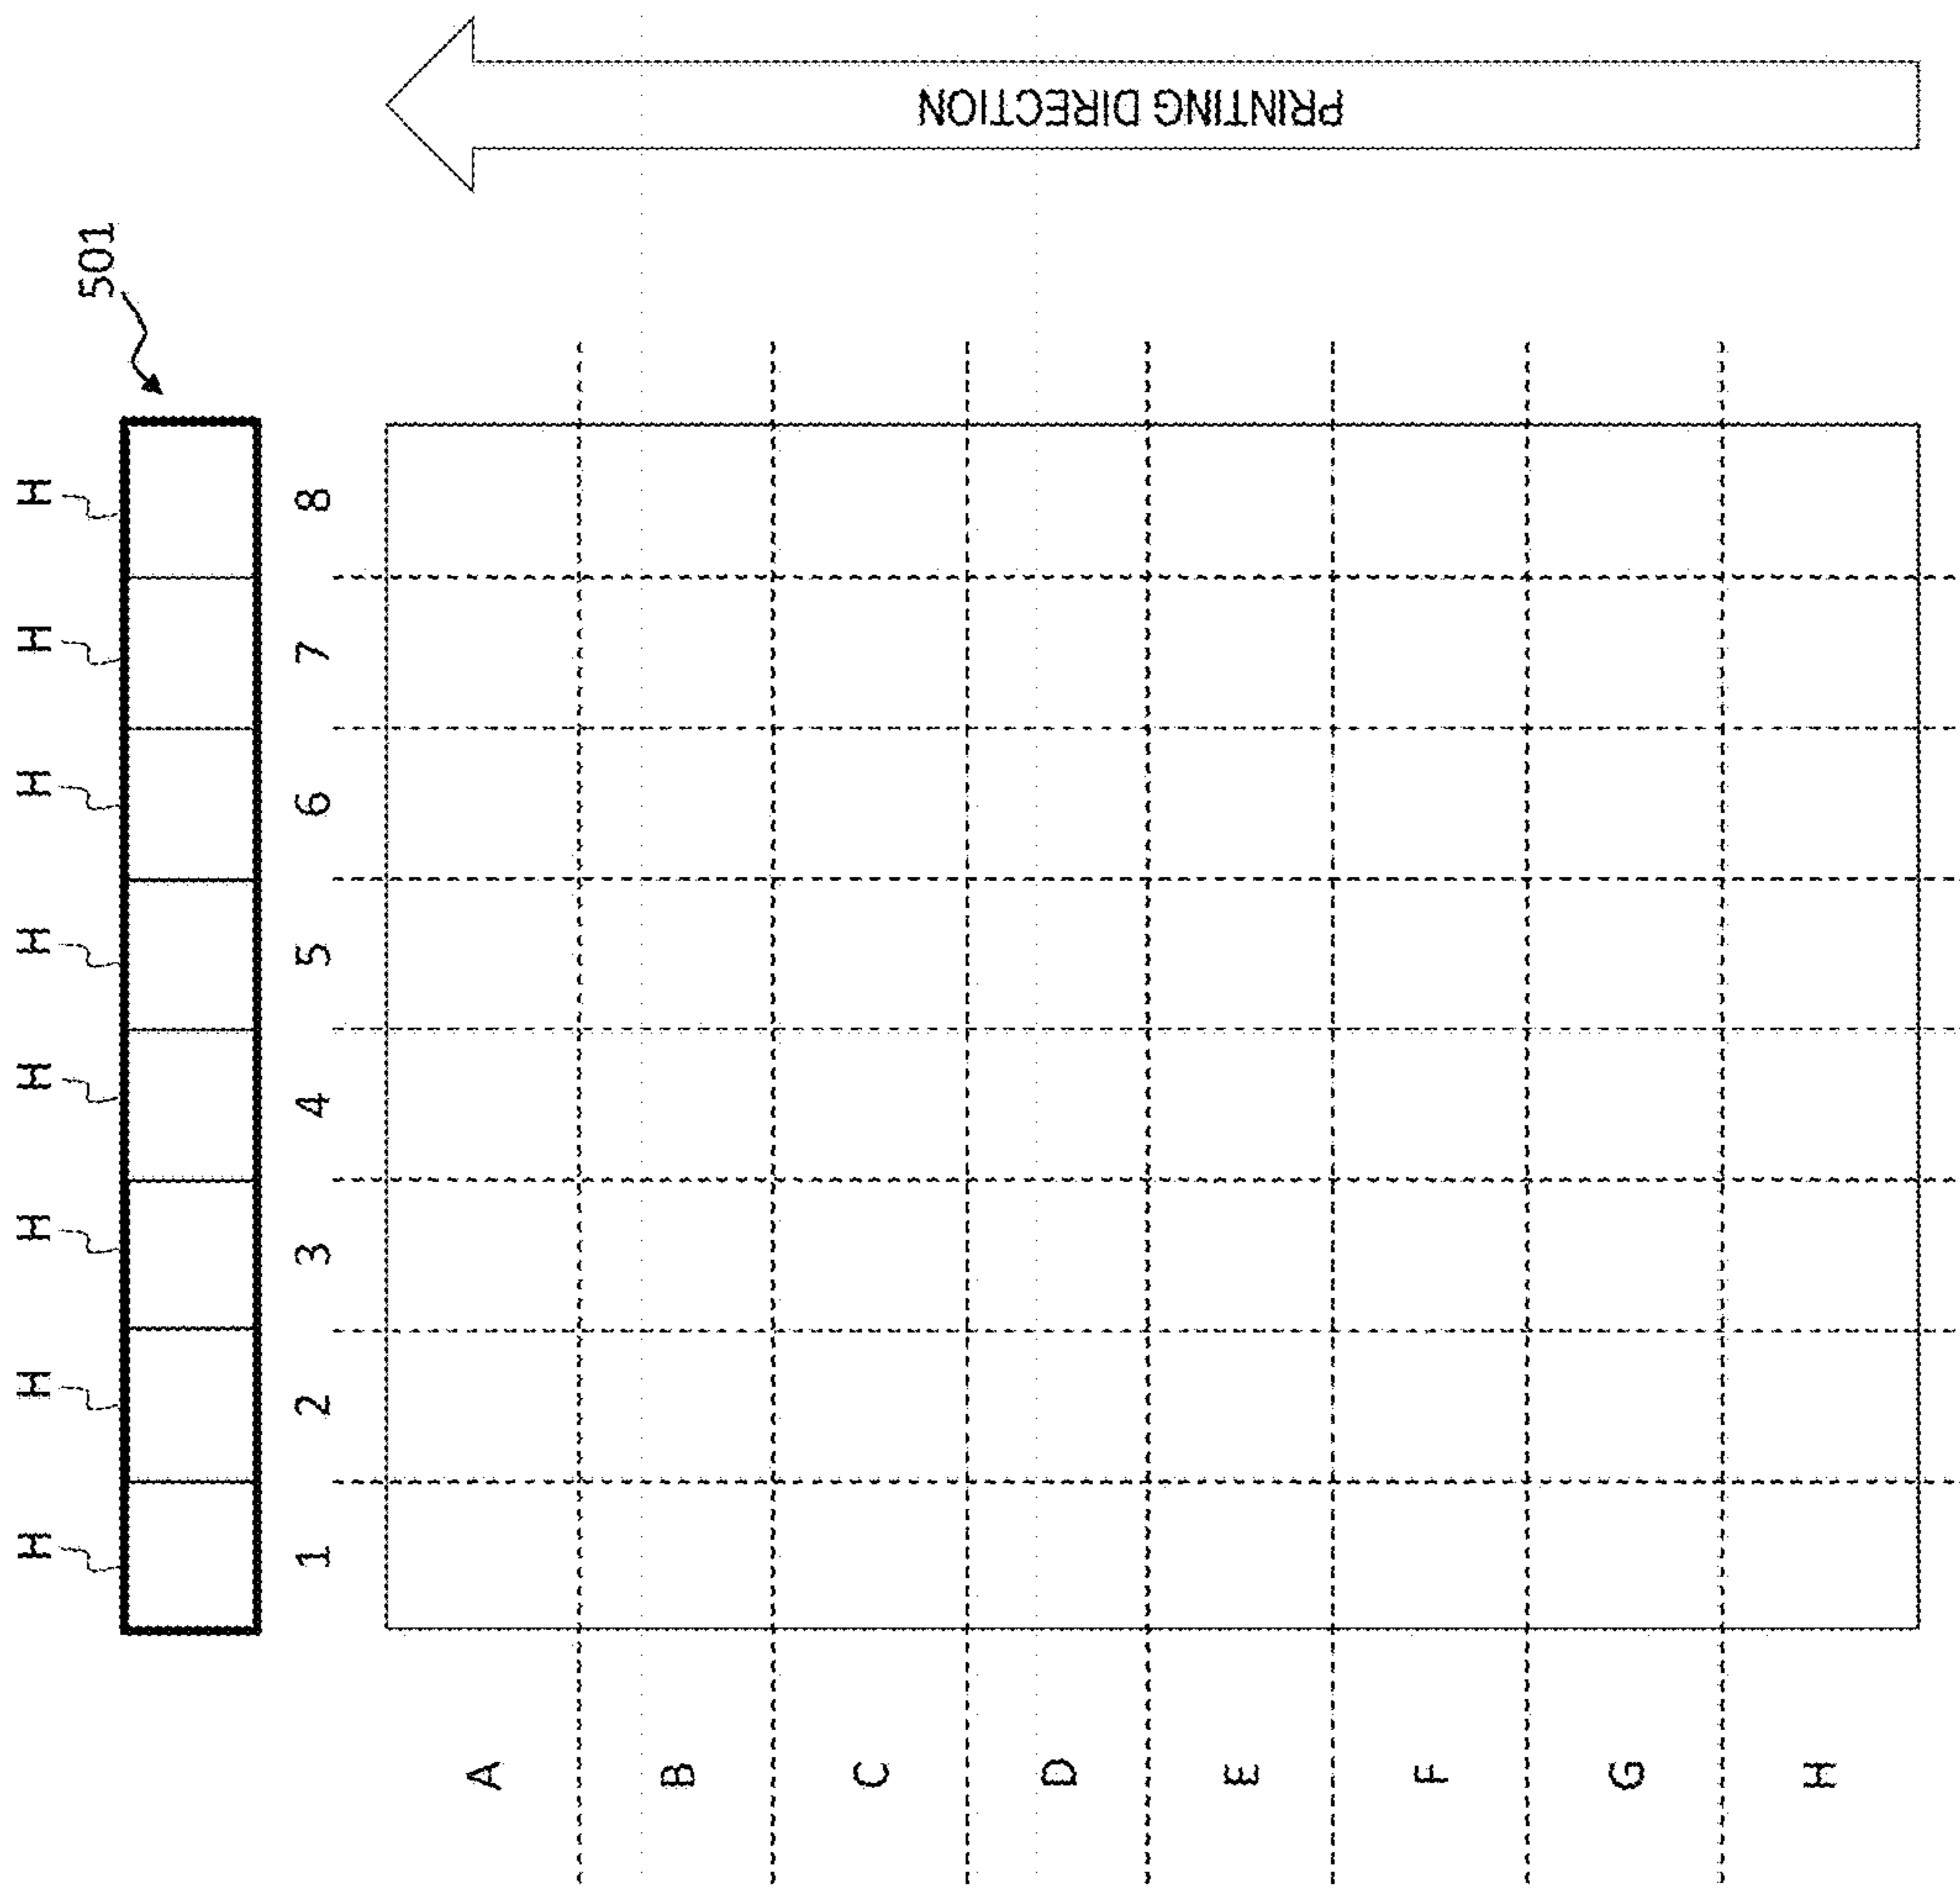 PRINTING DIRECTION
501
H H H H H H H H
1 2 3 4 5 6 7 8
A
B
C
D
E
F
G
H